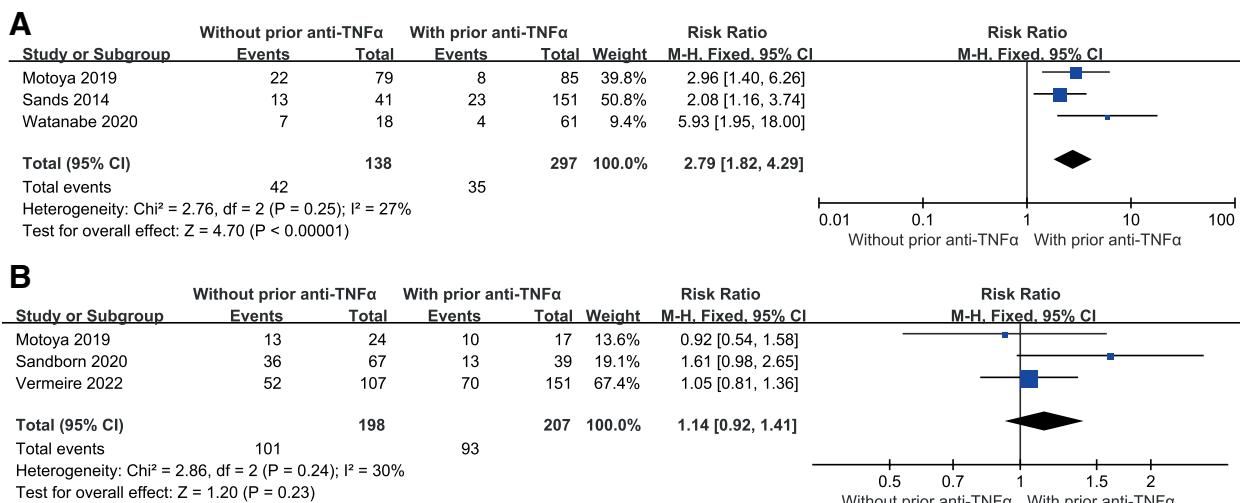 A
Without prior anti-TNFα With prior anti-TNFα Risk Ratio Risk Ratio
Study or Subgroup Events Total Events Total Weight M-H, Fixed, 95% CI M-H, Fixed, 95% CI
Motoya 2019 22 79 8 85 39.8% 2.96 [1.40, 6.26]
Sands 2014 13 41 23 151 50.8% 2.08 [1.16, 3.74]
Watanabe 2020 7 18 4 61 9.4% 5.93 [1.95, 18.00]
Total (95% CI) 138 297 100.0% 2.79 [1.82, 4.29]
Total events 42 35
Heterogeneity: Chi² = 2.76, df = 2 (P = 0.25); I² = 27%
Test for overall effect: Z = 4.70 (P < 0.00001)
0.01 0.1 1 10 100
Without prior anti-TNFα With prior anti-TNFα
B
Without prior anti-TNFα With prior anti-TNFα Risk Ratio Risk Ratio
Study or Subgroup Events Total Events Total Weight M-H, Fixed, 95% CI M-H, Fixed, 95% CI
Motoya 2019 13 24 10 17 13.6% 0.92 [0.54, 1.58]
Sandborn 2020 36 67 13 39 19.1% 1.61 [0.98, 2.65]
Vermeire 2022 52 107 70 151 67.4% 1.05 [0.81, 1.36]
Total (95% CI) 198 207 100.0% 1.14 [0.92, 1.41]
Total events 101 93
Heterogeneity: Chi² = 2.86, df = 2 (P = 0.24); I² = 30%
Test for overall effect: Z = 1.20 (P = 0.23)
0.5 0.7 1 1.5 2
Without prior anti-TNFα With prior anti-TNFα